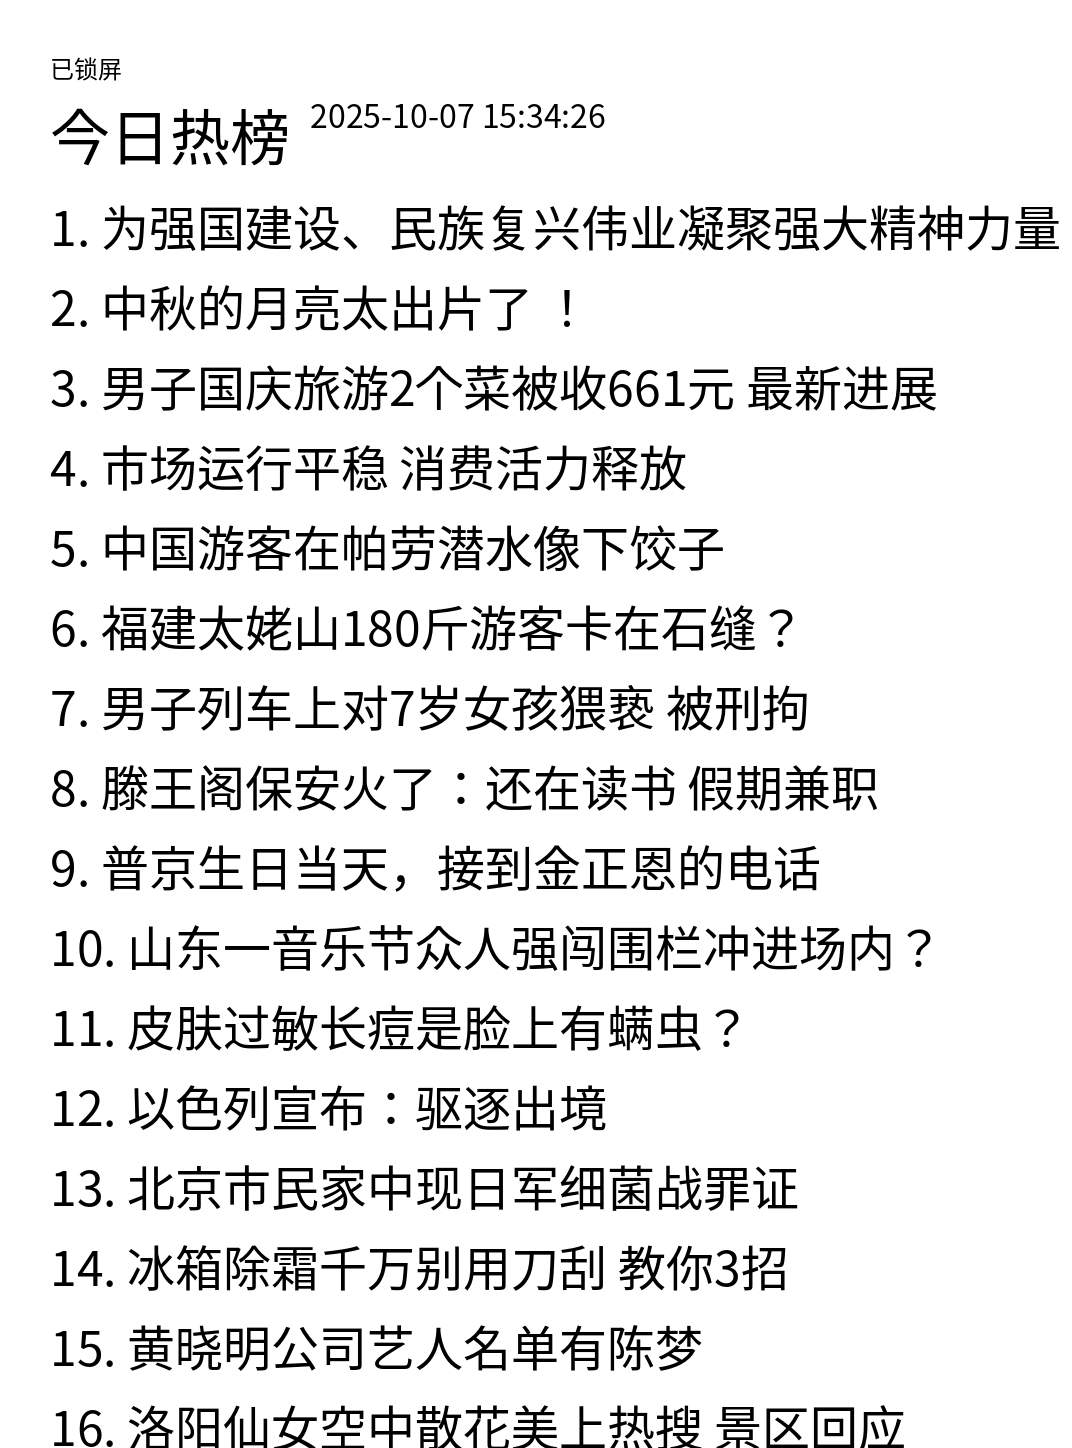 已锁屏
今日热榜 2025-10-07 15:34:26
1. 为强国建设、民族复兴伟业凝聚强大精神力量
2. 中秋的月亮太出片了 ！
3. 男子国庆旅游2个菜被收661元 最新进展
4. 市场运行平稳 消费活力释放
5. 中国游客在帕劳潜水像下饺子
6. 福建太姥山180斤游客卡在石缝？
7. 男子列车上对7岁女孩猥亵 被刑拘
8. 滕王阁保安火了：还在读书 假期兼职
9. 普京生日当天，接到金正恩的电话
10. 山东一音乐节众人强闯围栏冲进场内？
11. 皮肤过敏长痘是脸上有螨虫？
12. 以色列宣布：驱逐出境
13. 北京市民家中现日军细菌战罪证
14. 冰箱除霜千万别用刀刮 教你3招
15. 黄晓明公司艺人名单有陈梦
16. 洛阳仙女空中散花美上热搜 景区回应